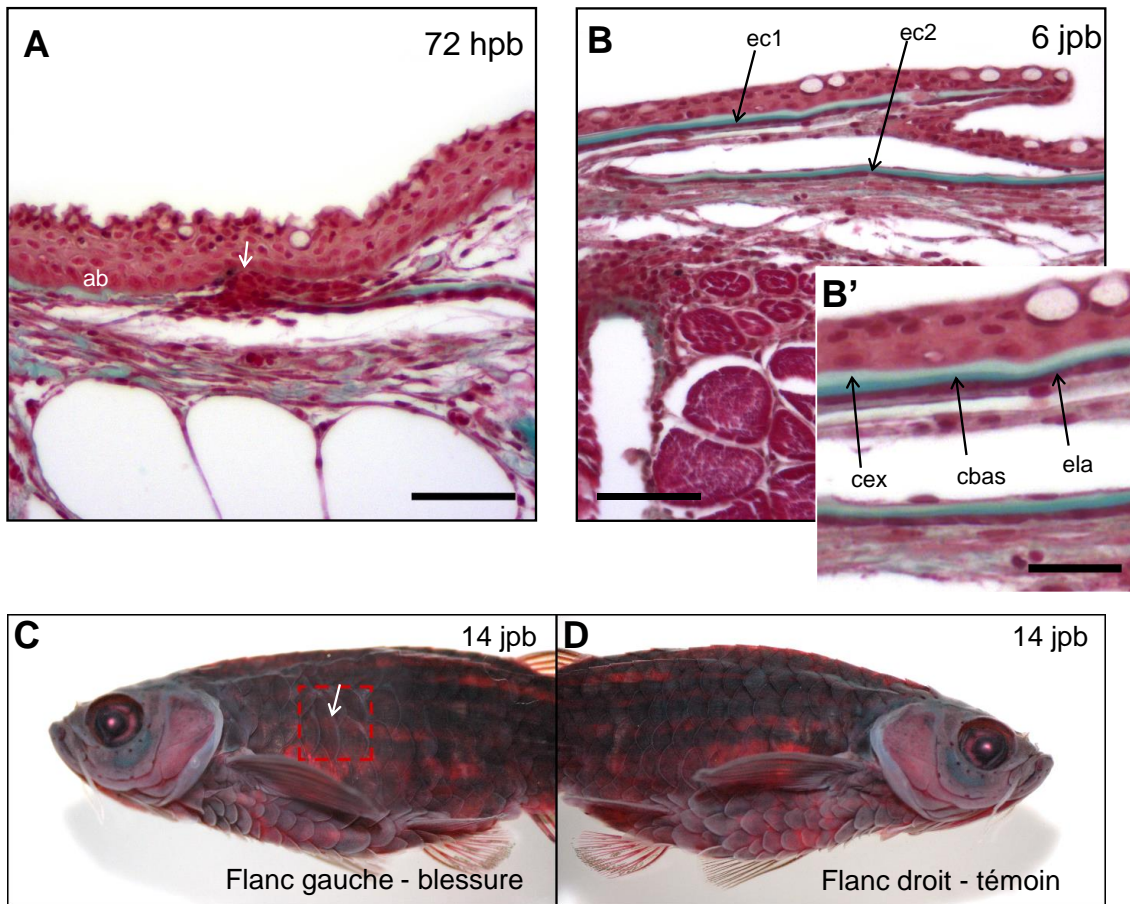 A
72 hpb
ab
B
ec1
ec2
6 jpb
B’
cex
cbas
ela
C
14 jpb
D
14 jpb
Flanc gauche - blessure
Flanc droit - témoin